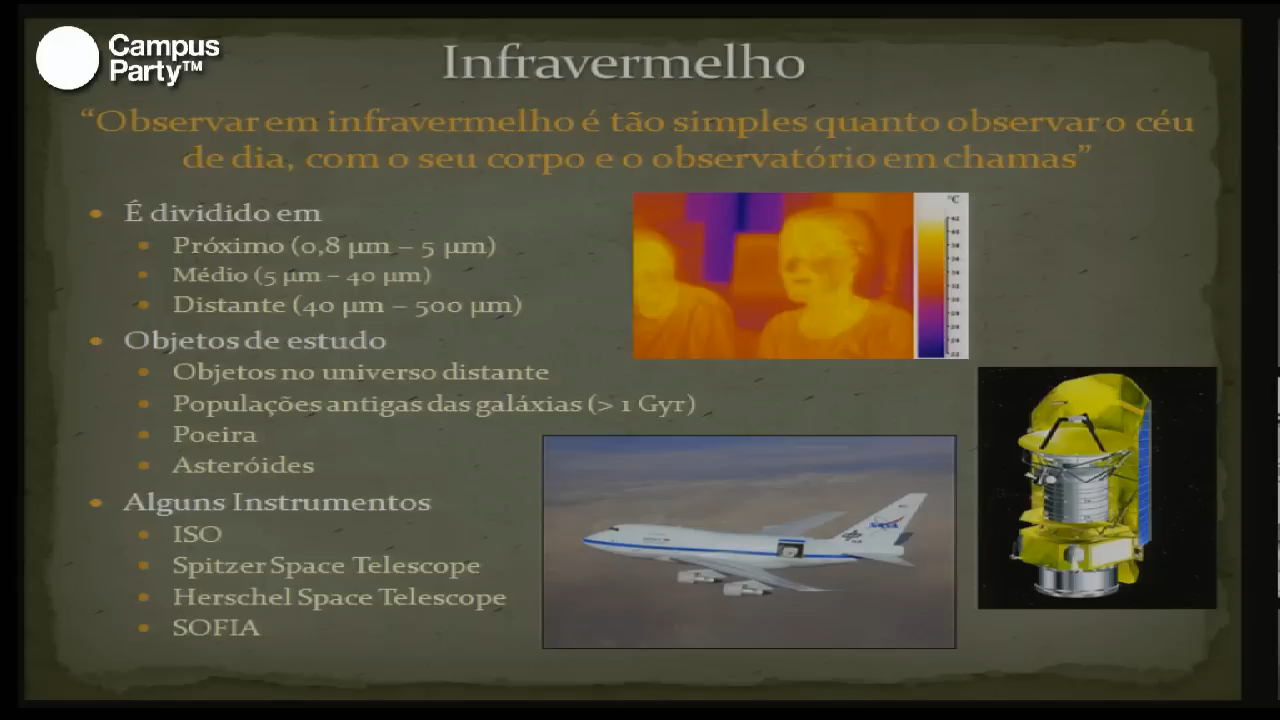 Campus
Party™
Infravermelho
“Observar em infravermelho é tão simples quanto observar o céu
de dia, com o seu corpo e o observatório em chamas”
• É dividido em
• Próximo (0,8 µm – 5 µm)
• Médio (5 µm – 40 µm)
• Distante (40 µm – 500 µm)
• Objetos de estudo
• Objetos no universo distante
• Populações antigas das galáxias (> 1 Gyr)
• Poeira
• Asteróides
• Alguns Instrumentos
• ISO
• Spitzer Space Telescope
• Herschel Space Telescope
• SOFIA
°C
NASA